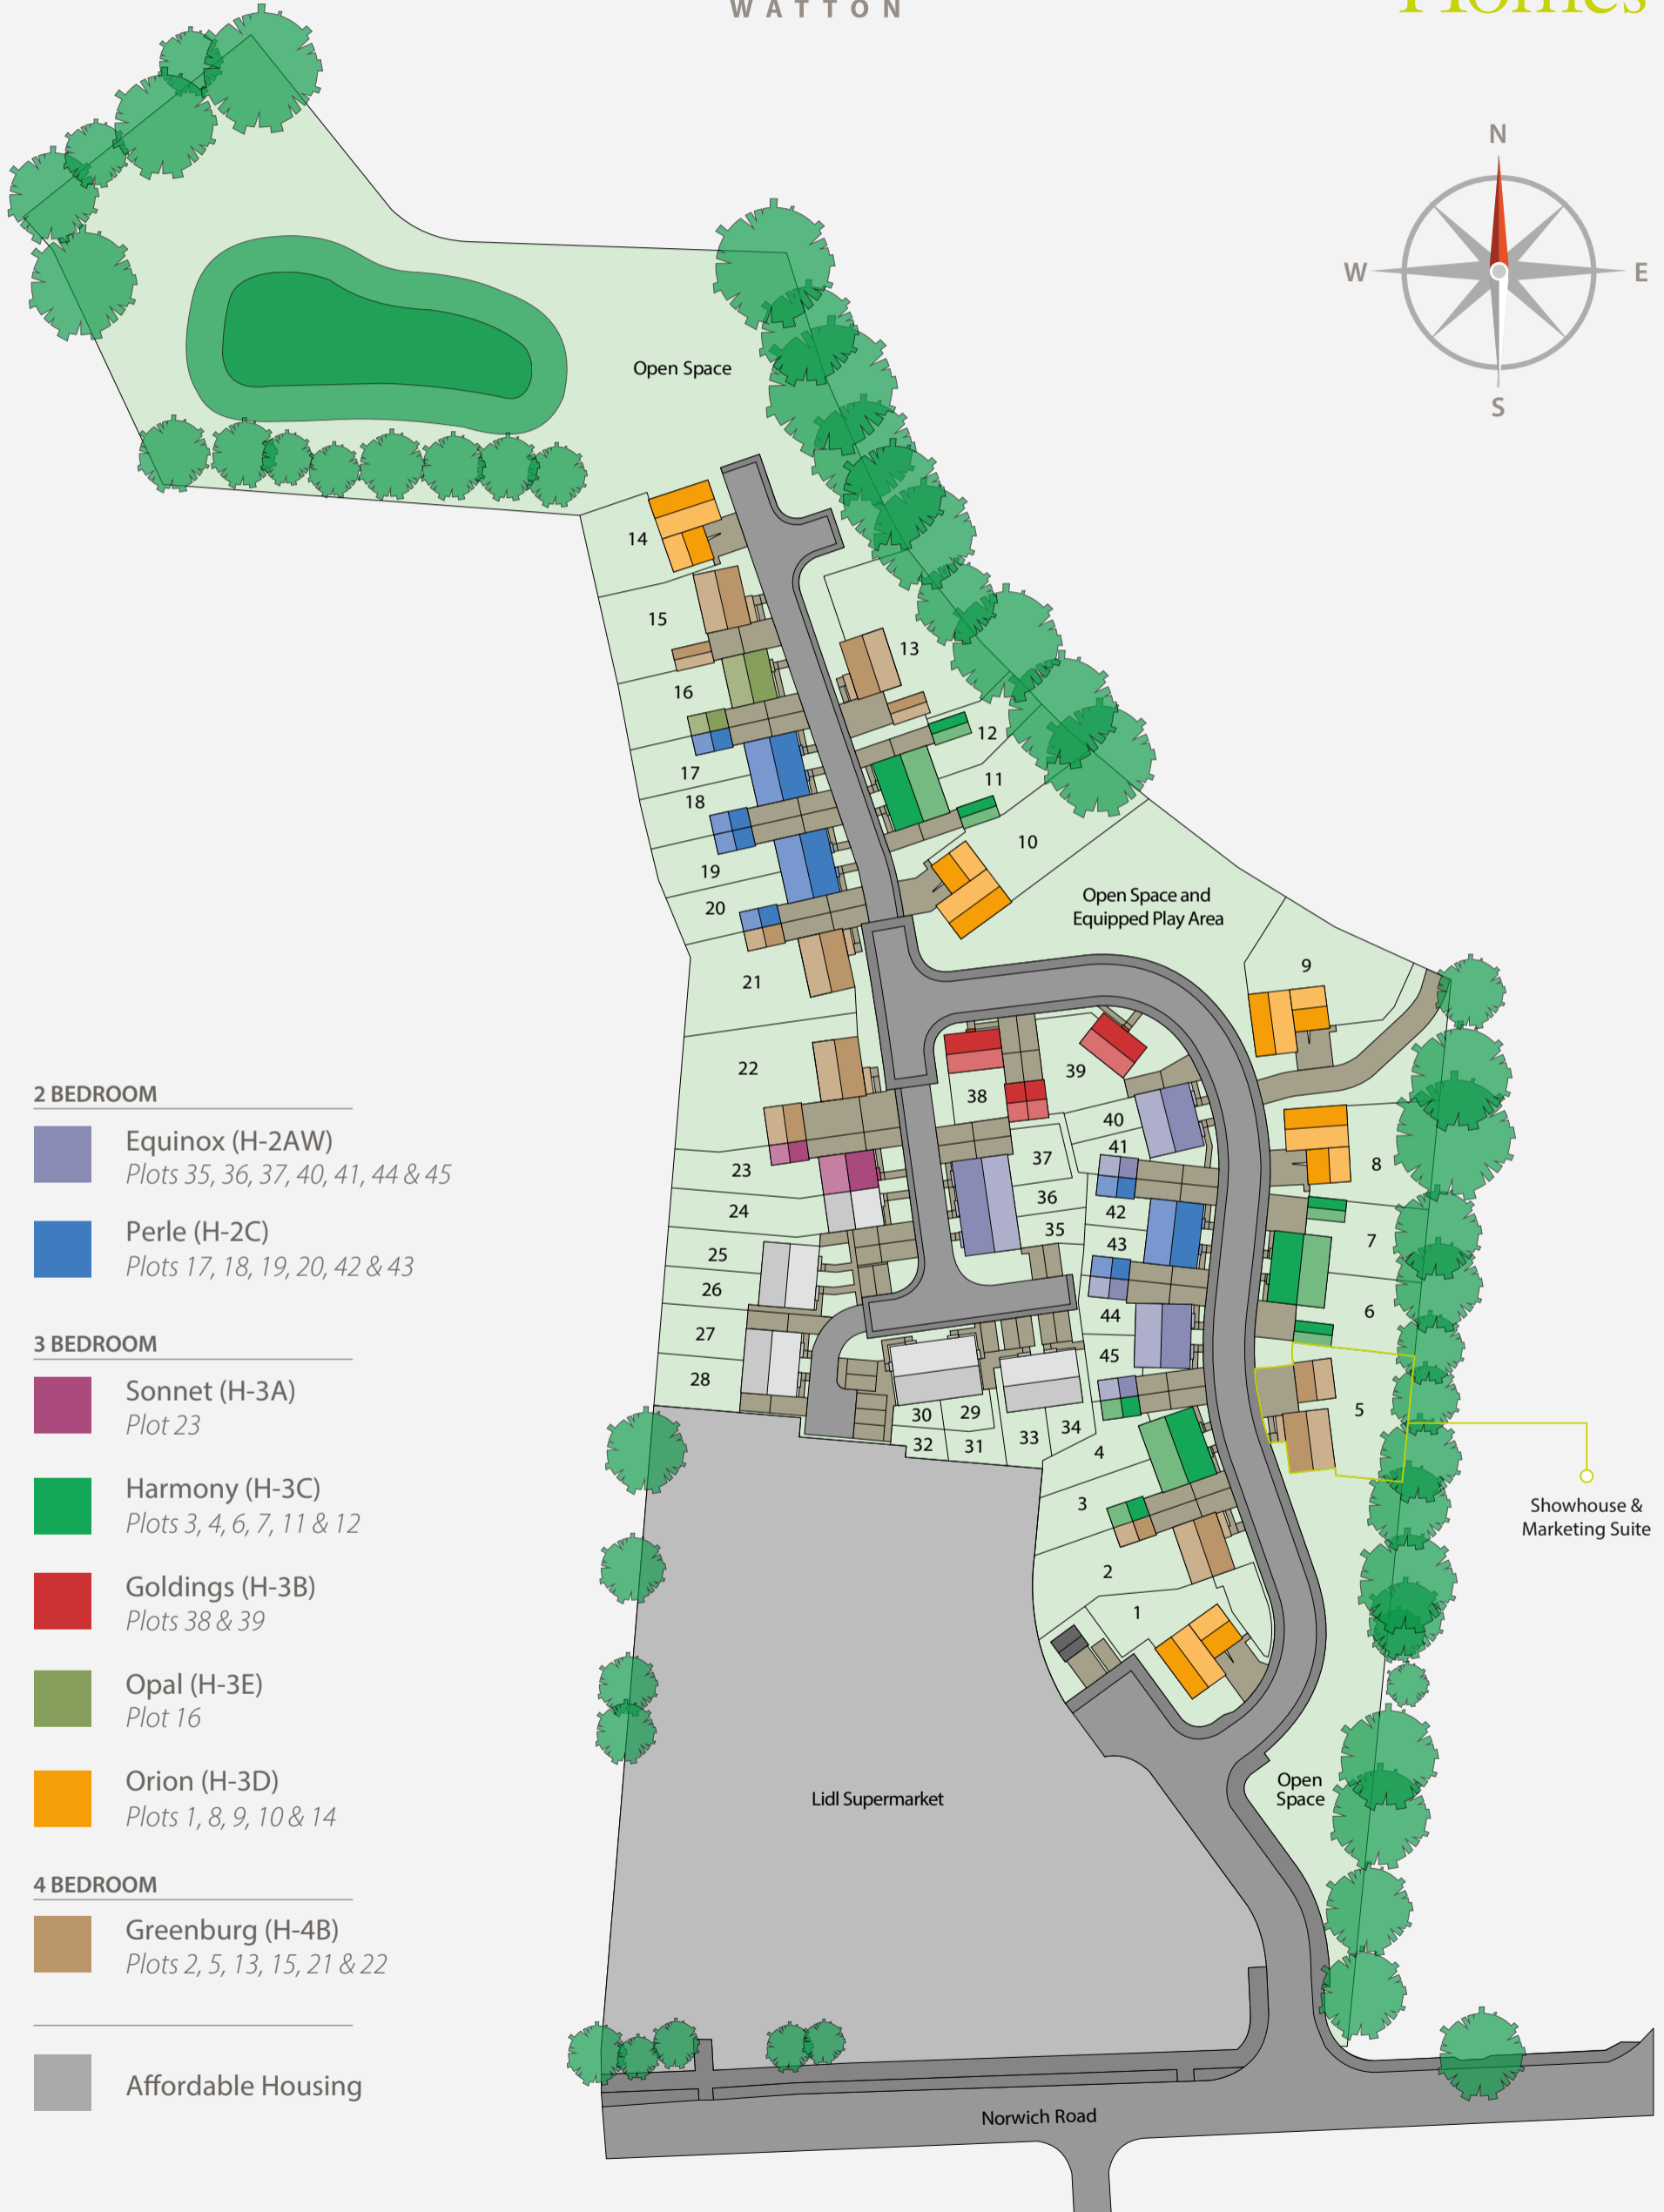 WATTON
Homes
N
W
E
S
Open Space
14
15
13
16
12
17
11
18
10
19
20
Open Space and
Equipped Play Area
21
9
22
39
38
40
41
37
8
23
36
24
42
35
43
7
25
26
44
6
27
45
28
5
30
29
34
33
32
31
4
3
2
1
Showhouse &
Marketing Suite
Lidl Supermarket
Open
Space
Norwich Road
2 BEDROOM
Equinox (H-2AW)
Plots 35, 36, 37, 40, 41, 44 & 45
Perle (H-2C)
Plots 17, 18, 19, 20, 42 & 43
3 BEDROOM
Sonnet (H-3A)
Plot 23
Harmony (H-3C)
Plots 3, 4, 6, 7, 11 & 12
Goldings (H-3B)
Plots 38 & 39
Opal (H-3E)
Plot 16
Orion (H-3D)
Plots 1, 8, 9, 10 & 14
4 BEDROOM
Greenburg (H-4B)
Plots 2, 5, 13, 15, 21 & 22
Affordable Housing